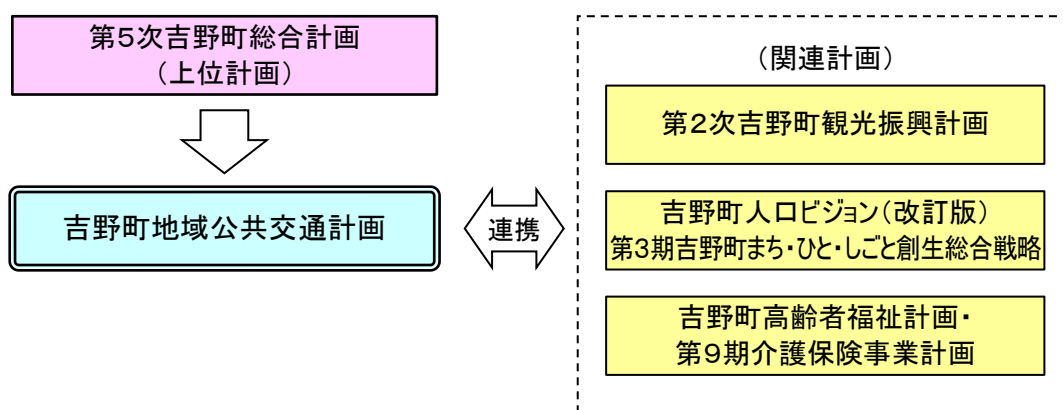 第5次吉野町総合計画
（上位計画）
吉野町地域公共交通計画
連携
（関連計画）
第２次吉野町観光振興計画
吉野町人口ビジョン（改訂版）
第３期吉野町まち・ひと・しごと創生総合戦略
吉野町高齢者福祉計画・
第９期介護保険事業計画